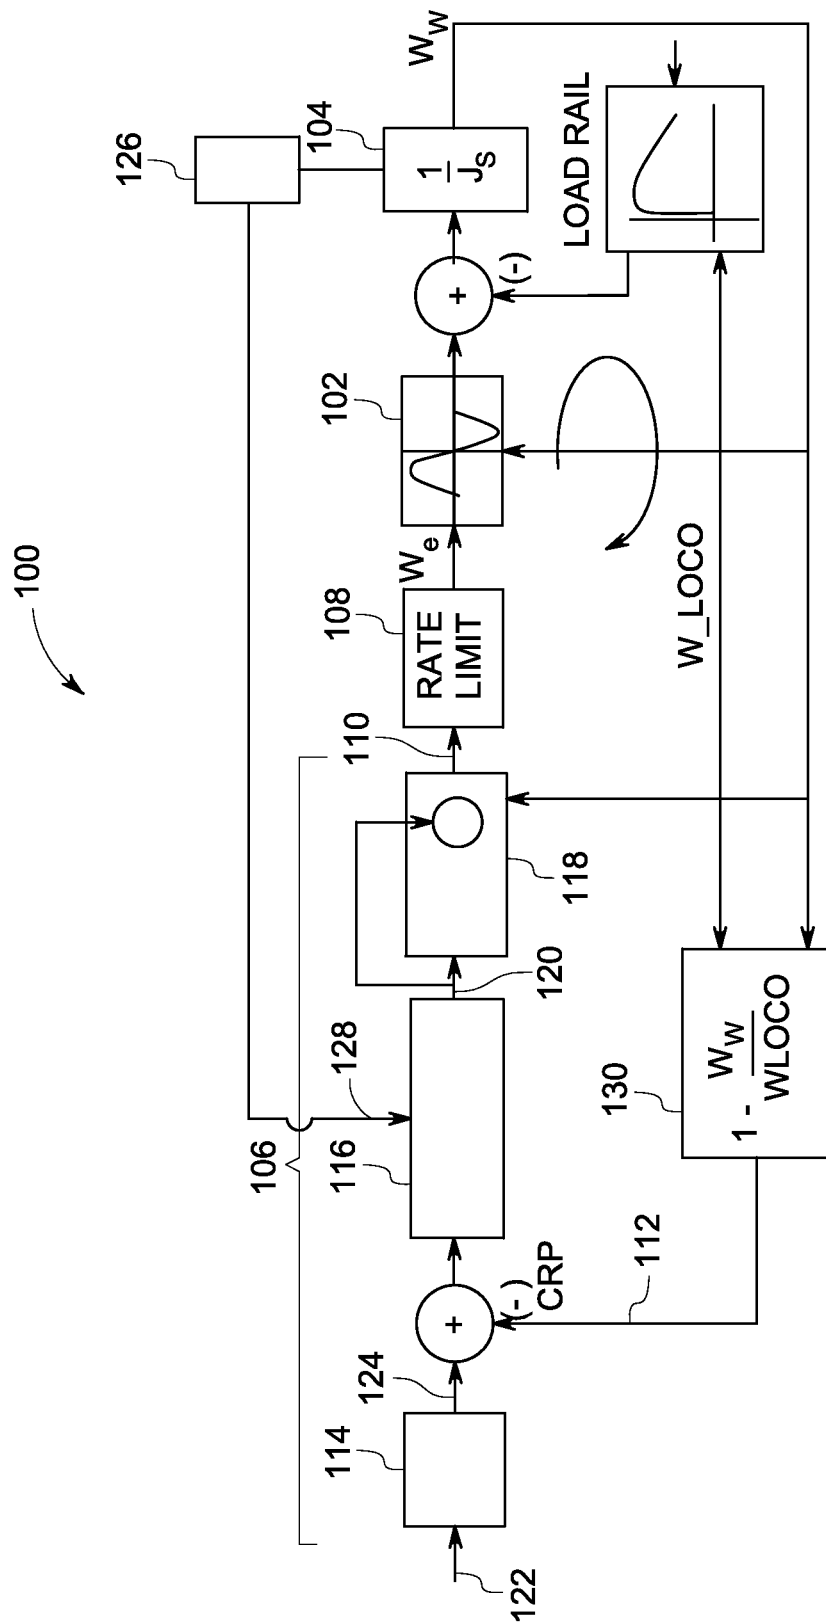 100
126
106
128
104
114
124
116
110
108
102
W_w
120
RATE
LIMIT
W_e
1
J_S
122
(-)
CRP
118
(-)
LOAD RAIL
130
112
W_LOCO
1 - W_W
WLOCO